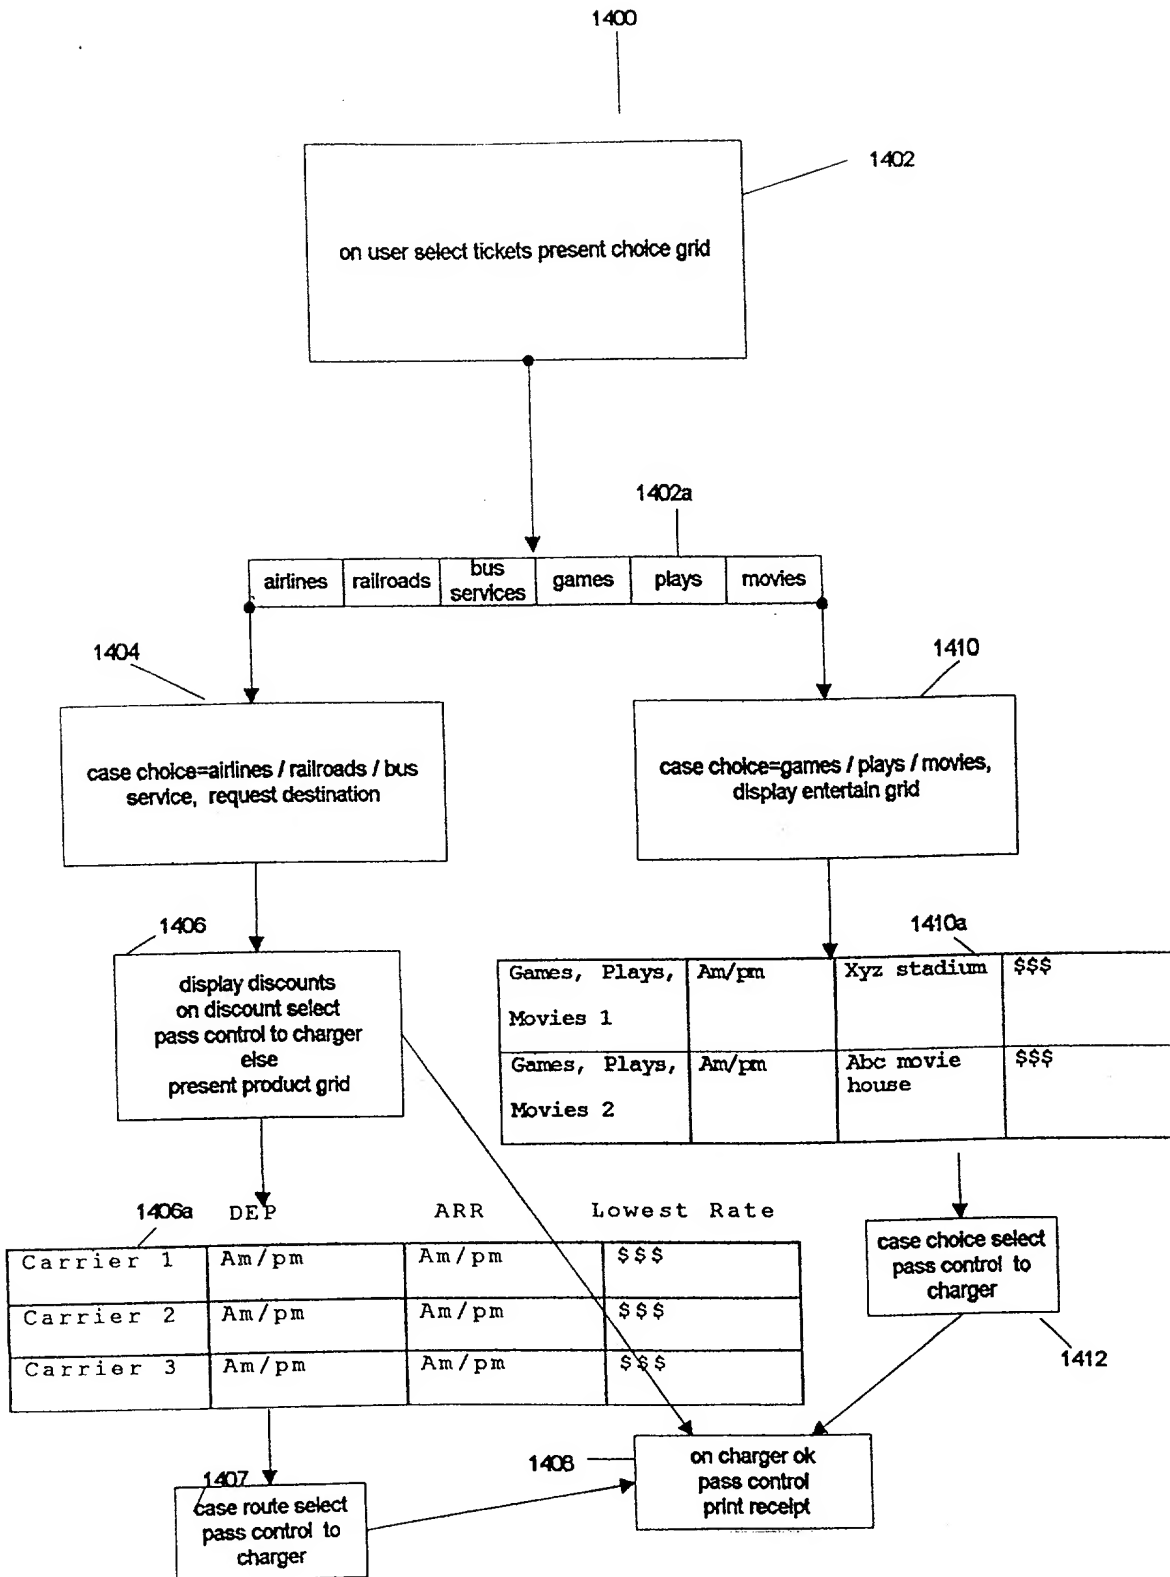 1400
1402
on user select tickets present choice grid
1402a
airlines
railroads
bus
services
games
plays
movies
1404
1410
case choice=airlines / railroads / bus
service, request destination
case choice=games / plays / movies,
display entertain grid
1406
1410a
display discounts
on discount select
pass control to charger
else
present product grid
Games, Plays,
Movies 1
Am/pm
Xyz stadium
$$$
Games, Plays,
Movies 2
Am/pm
Abc movie
house
$$$
1406a
DEP
ARR
Lowest Rate
Carrier 1
Am/pm
Am/pm
$$$
Carrier 2
Am/pm
Am/pm
$$$
Carrier 3
Am/pm
Am/pm
$$$
case choice select
pass control to
charger
1412
1408
on charger ok
pass control
print receipt
1407
case route select
pass control to
charger